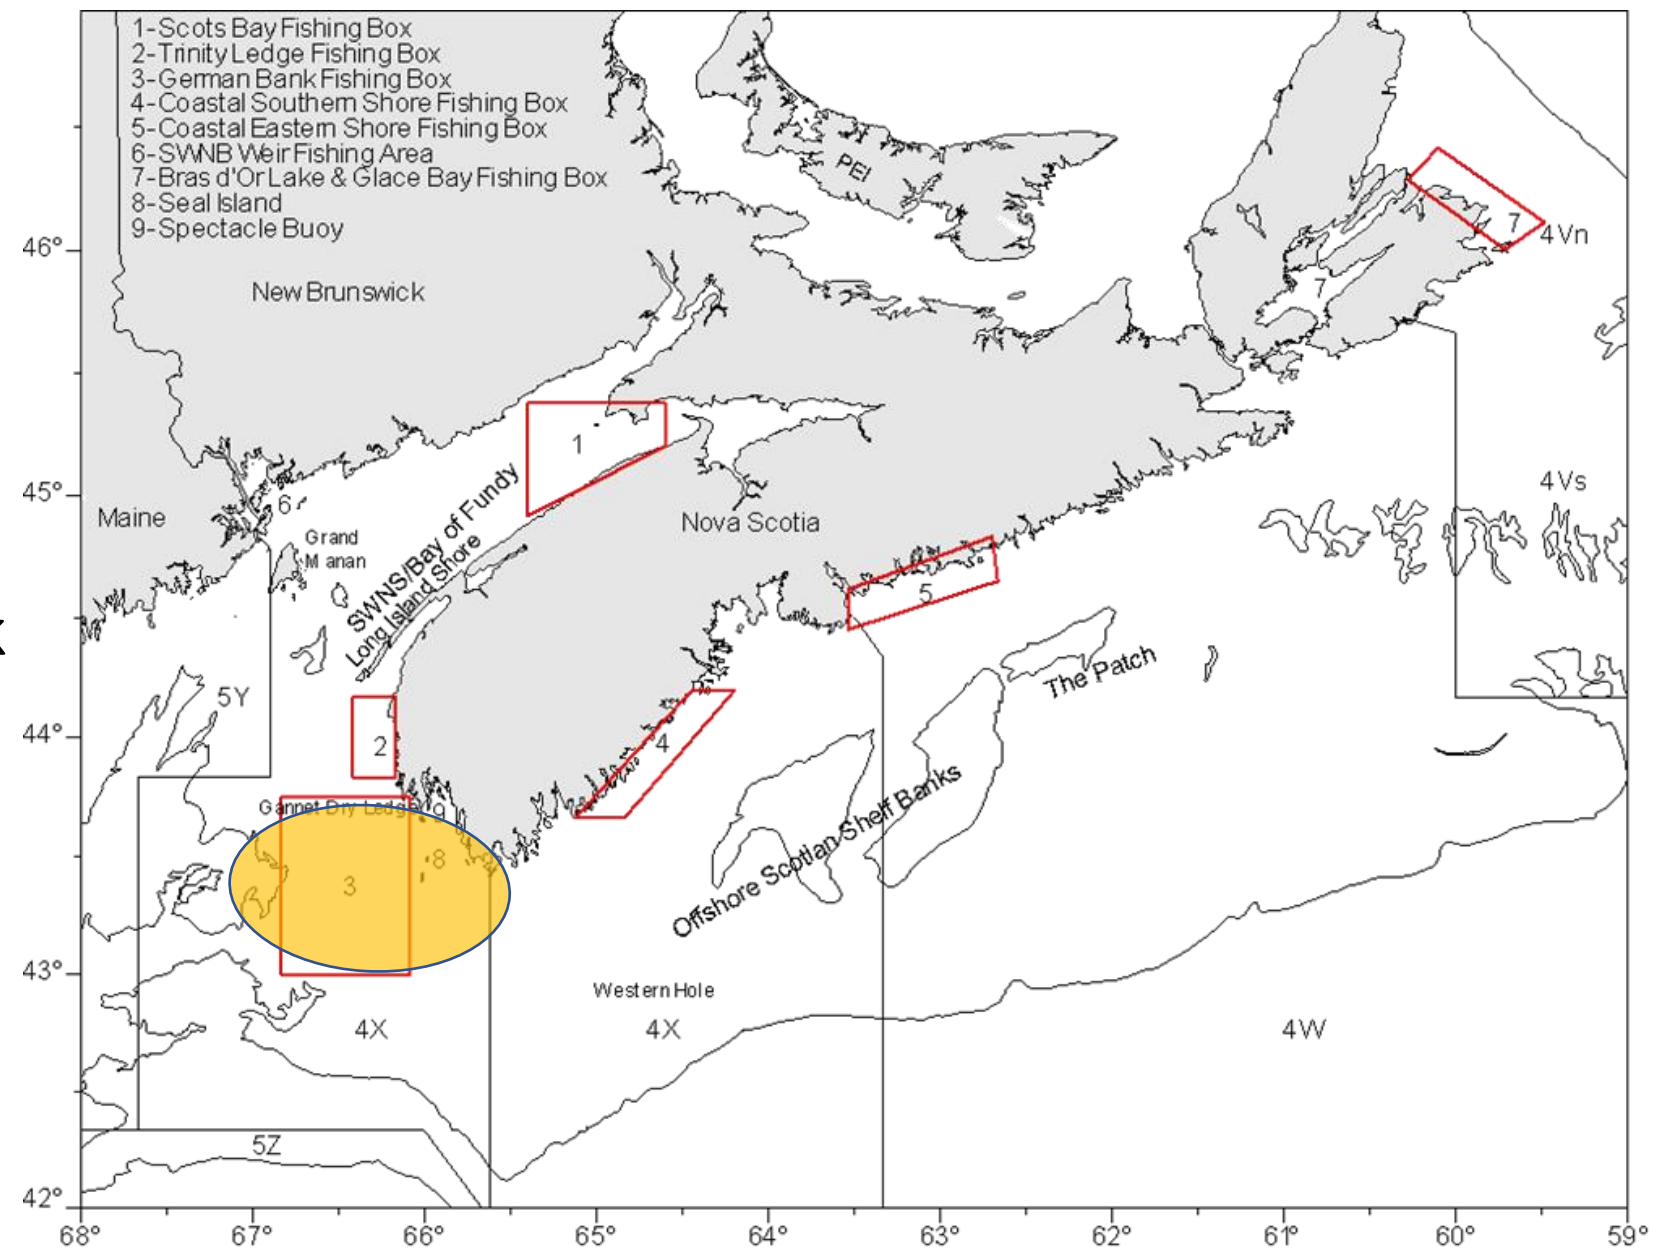 1-Scots Bay Fishing Box
2-Trinity Ledge Fishing Box
3-German Bank Fishing Box
4-Coastal Southern Shore Fishing Box
5-Coastal Eastern Shore Fishing Box
6-SWNB Weir Fishing Area
7-Bras d'Or Lake & Glace Bay Fishing Box
8-Seal Island
9-Spectacle Buoy
PEI
7
4Vn
46°
New Brunswick
7
1
45°
6
Maine
Grand
Manan
SWNS/Bay of Fundy
Long Island Shore
Nova Scotia
4Vs
5
The Patch
5Y
44°
2
4
Gannet Dry Ledge
9
8
3
Offshore Scotian Shelf Banks
43°
Western Hole
4X
4X
4W
5Z
42°
68°
67°
66°
65°
64°
63°
62°
61°
60°
59°